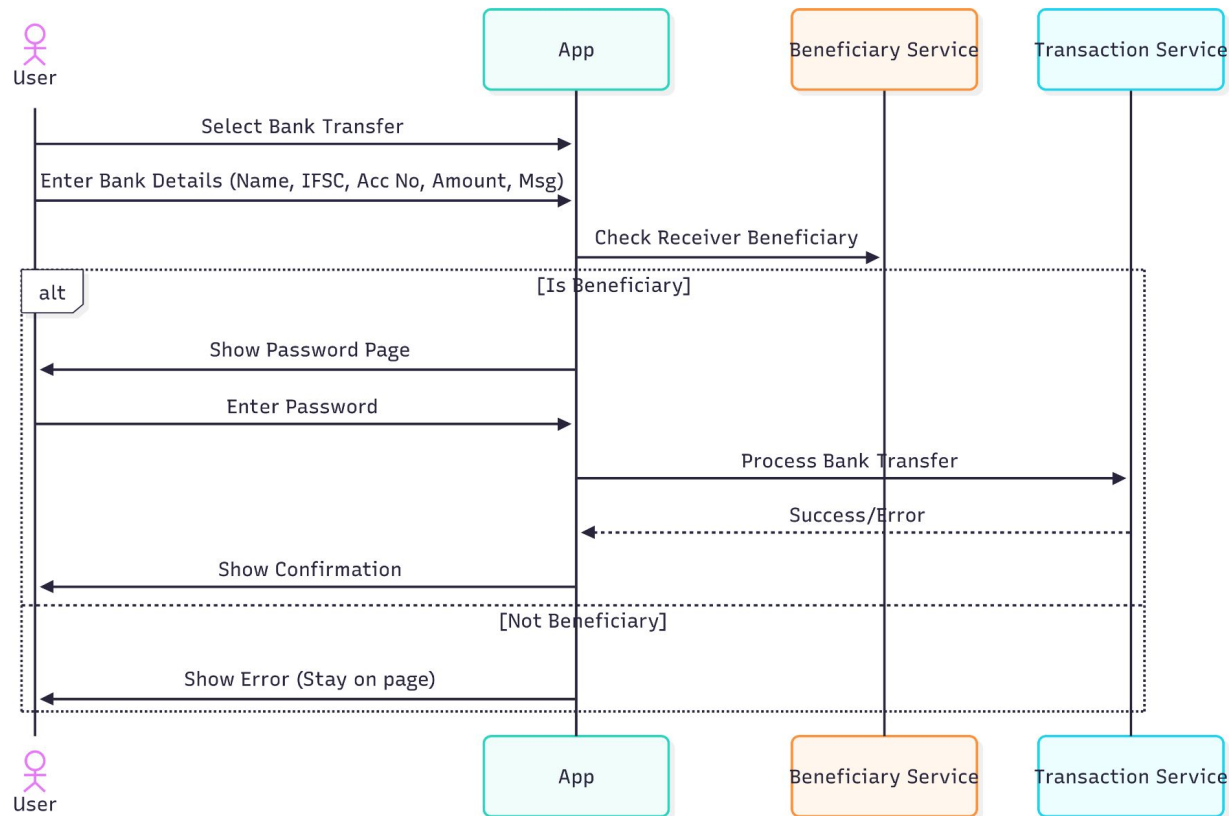 User
App
Beneficiary Service
Transaction Service
Select Bank Transfer
Enter Bank Details (Name, IFSC, Acc No, Amount, Msg)
Check Receiver Beneficiary
alt
[Is Beneficiary]
Show Password Page
Enter Password
Process Bank Transfer
Success/Error
Show Confirmation
[Not Beneficiary]
Show Error (Stay on page)
User
App
Beneficiary Service
Transaction Service